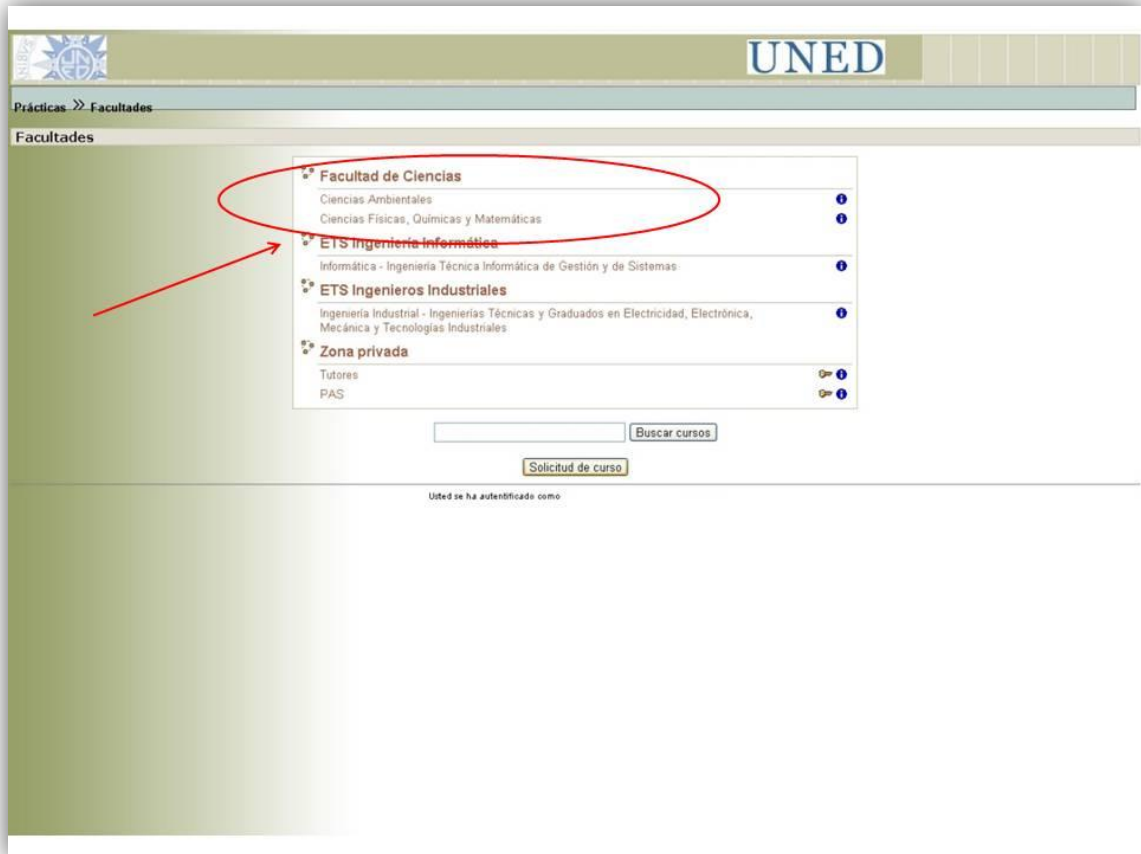 UNED
Prácticas >> Facultades
Facultades
Facultad de Ciencias
Ciencias Ambientales
Ciencias Físicas, Químicas y Matemáticas
ETS Ingeniería Informática
Informática - Ingeniería Técnica Informática de Gestión y de Sistemas
ETS Ingenieros Industriales
Ingeniería Industrial - Ingenierías Técnicas y Graduados en Electricidad, Electrónica,
Mecánica y Tecnologías Industriales
Zona privada
Tutores
PAS
Buscar cursos
Solicitud de curso
Usted se ha autentificado como